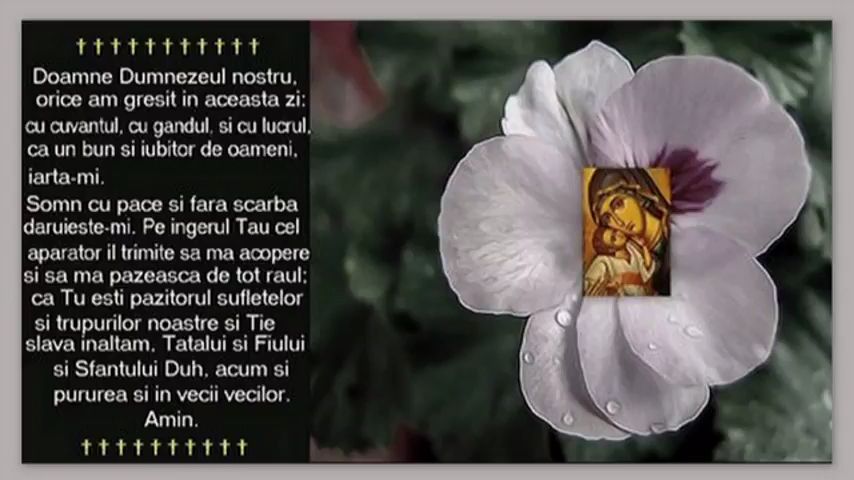 †††††††††††
Doamne Dumnezeul nostru,
orice am gresit in aceasta zi:
cu cuvantul, cu gandul, si cu lucrul,
ca un bun si iubitor de oameni,
iarta-mi.
Somn cu pace si fara scarba
daruieste-mi. Pe ingerul Tau cel
aparator il trimite sa ma acopere
si sa ma pazeasca de tot raul;
ca Tu esti pazitorul sufletelor
si trupurilor noastre si Tie
slava inaltam, Tatalui si Fiului
si Sfantului Duh, acum si
pururea si in vecii vecilor.
Amin.
††††††††††